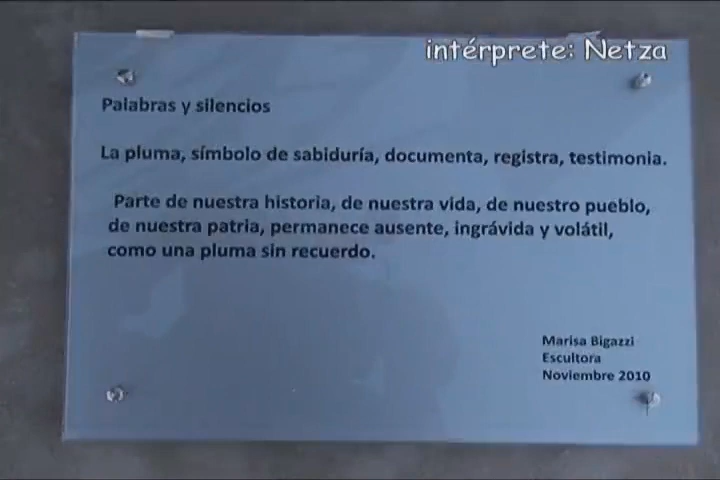 intérprete: Netza
Palabras y silencios
La pluma, símbolo de sabiduría, documenta, registra, testimonia.
Parte de nuestra historia, de nuestra vida, de nuestro pueblo,
de nuestra patria, permanece ausente, ingrávida y volátil,
como una pluma sin recuerdo.
Marisa Bigazzi
Escultora
Noviembre 2010